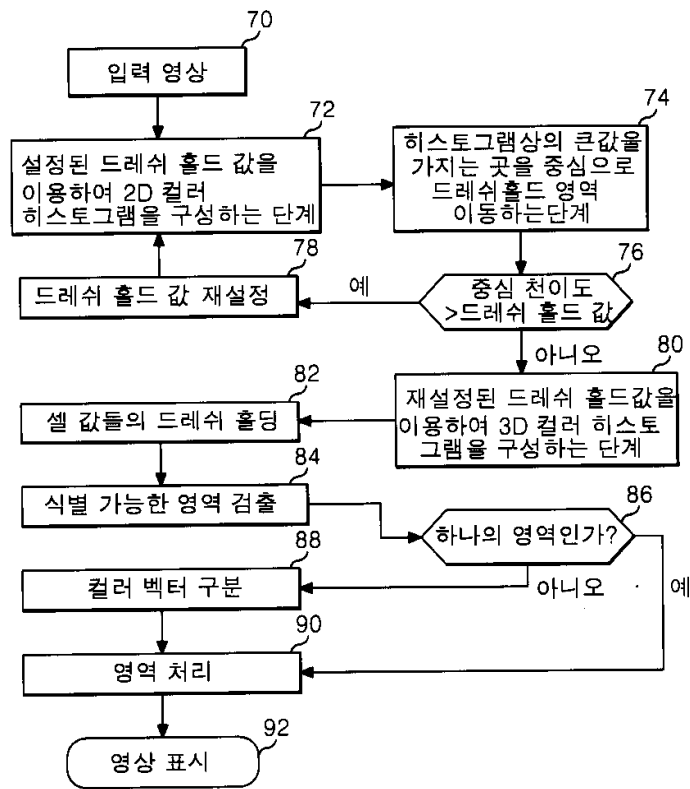 70
입력 영상
72
설정된 드레쉬 홀드 값을
이용하여 2D 컬러
히스토그램을 구성하는 단계
74
히스토그램상의 큰값을
가지는 곳을 중심으로
드레쉬홀드 영역
이동하는단계
76
중심 천이도
>드레쉬 홀드 값
예
아니오
78
드레쉬 홀드 값 재설정
80
재설정된 드레쉬 홀드값을
이용하여 3D 컬러 히스토
그램을 구성하는 단계
82
셀 값들의 드레쉬 홀딩
84
식별 가능한 영역 검출
86
하나의 영역인가?
아니오
예
88
컬러 벡터 구분
90
영역 처리
92
영상 표시